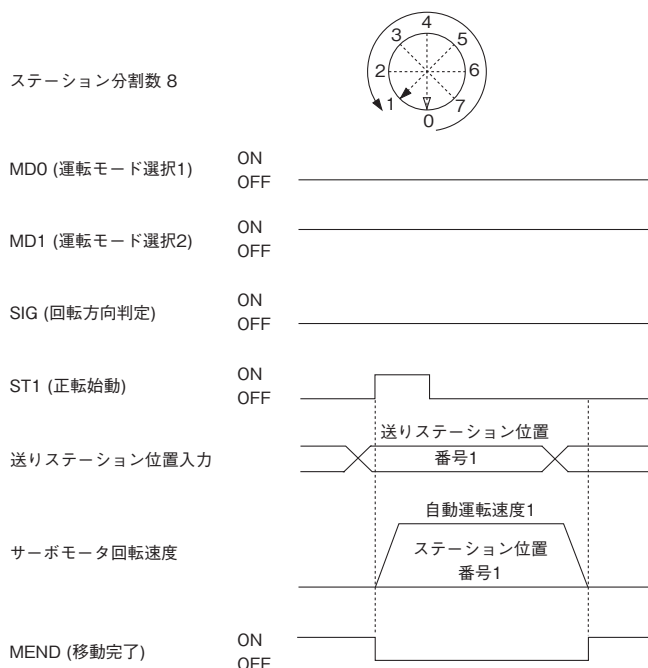 ステーション分割数 8
4
3
5
2
6
1
7
0
MD0 (運転モード選択1)
ON
OFF
MD1 (運転モード選択2)
ON
OFF
SIG (回転方向判定)
ON
OFF
ST1 (正転始動)
ON
OFF
送りステーション位置入力
送りステーション位置
番号1
サーボモータ回転速度
自動運転速度1
ステーション位置
番号1
MEND (移動完了)
ON
OFF